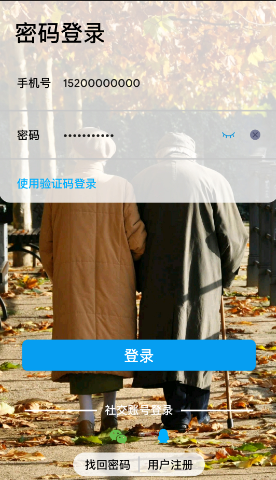 密码登录
手机号 15200000000
密码 •••••••••••
使用验证码登录
登录
社交账号登录
找回密码 用户注册